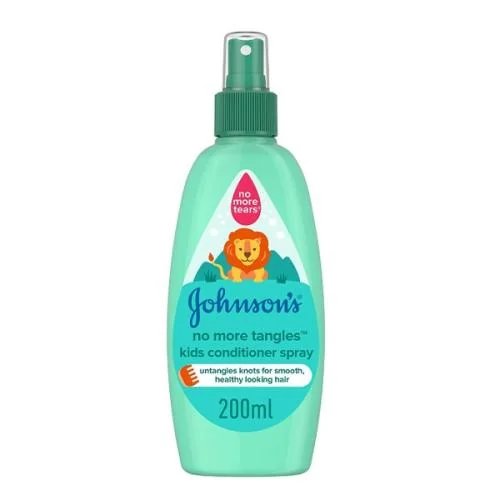 no
more
tears®
Johnson's
no more tangles™
kids conditioner spray
untangles knots for smooth,
healthy looking hair
200ml